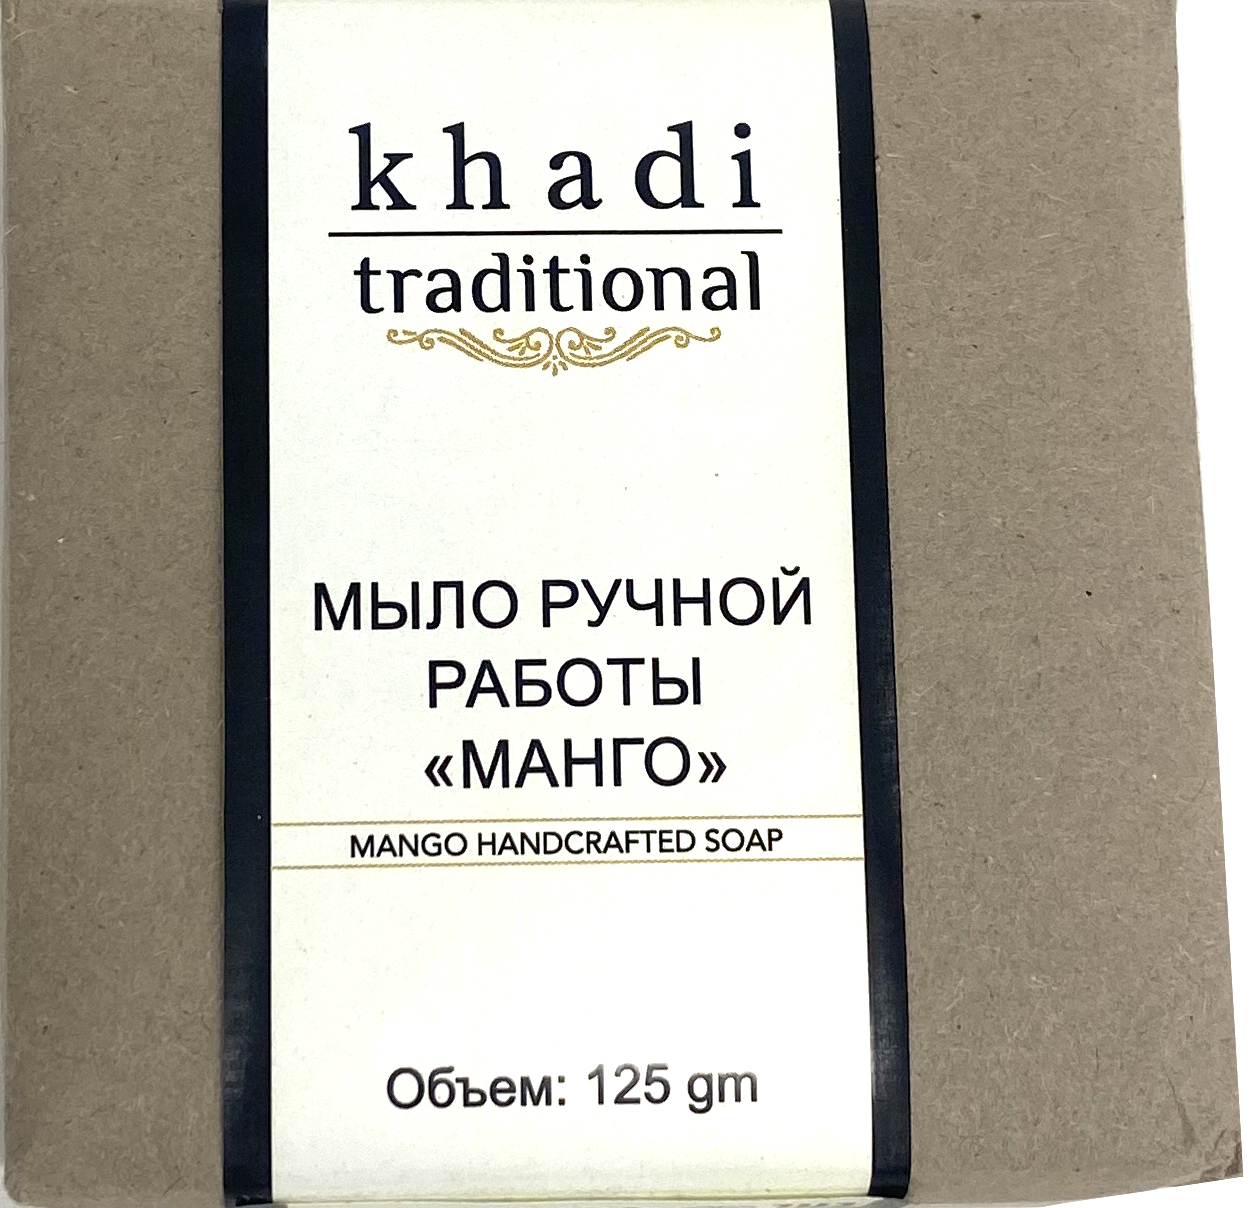 khadi
traditional
МЫЛО РУЧНОЙ
РАБОТЫ
«МАНГО»
MANGO HANDCRAFTED SOAP
Объем: 125 gm